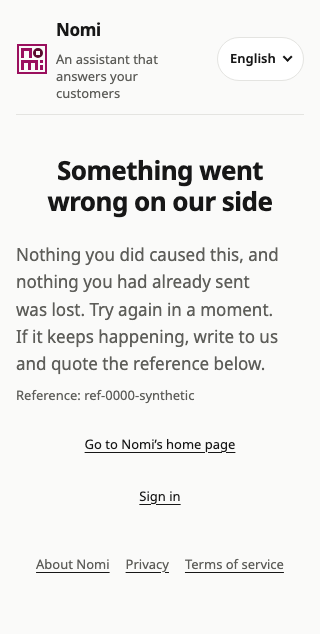 Nomi
An assistant that
answers your
customers
English
Something went
wrong on our side
Nothing you did caused this, and
nothing you had already sent
was lost. Try again in a moment.
If it keeps happening, write to us
and quote the reference below.
Reference: ref-0000-synthetic
Go to Nomi’s home page
Sign in
About Nomi Privacy Terms of service